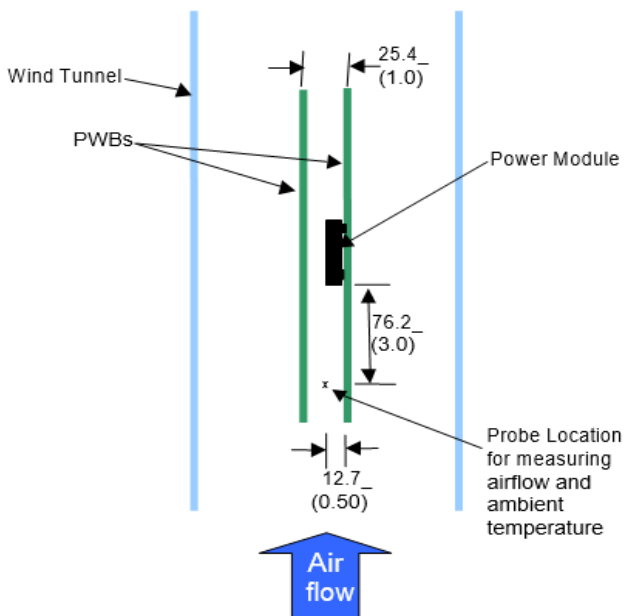 25.4_
(1.0)
Wind Tunnel
PWBs
Power Module
76.2_
(3.0)
x
Probe Location
for measuring
airflow and
ambient
temperature
12.7_
(0.50)
Air
flow